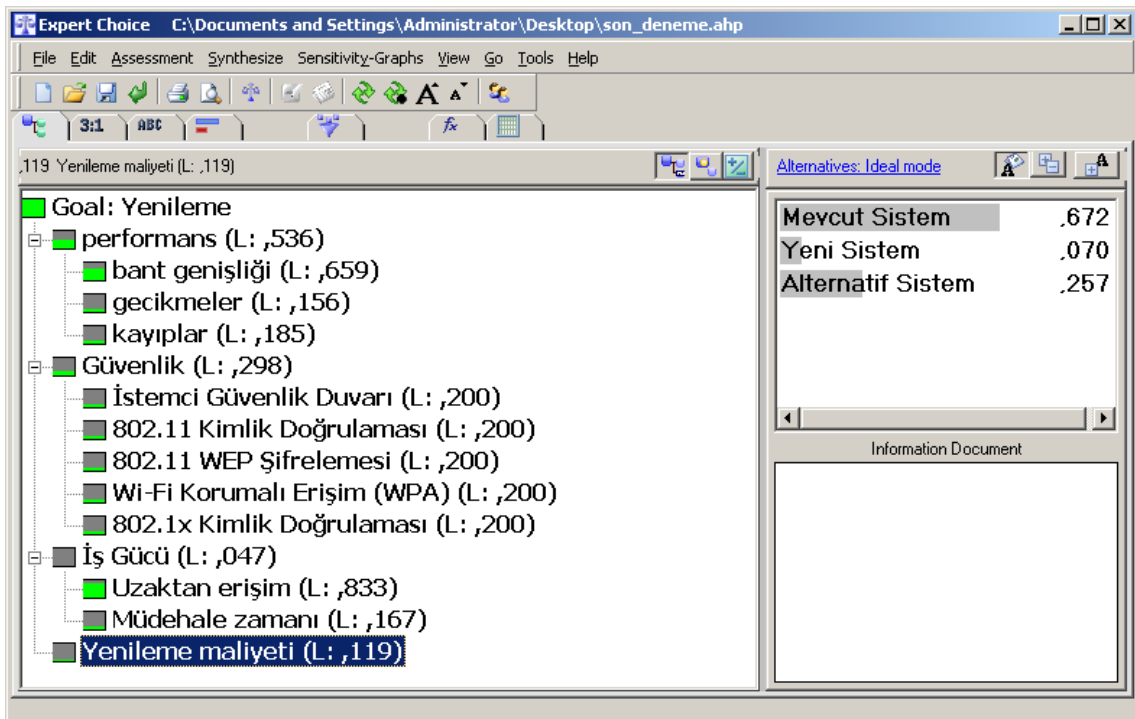 Expert Choice C:\Documents and Settings\Administrator\Desktop\son_deneme.ahp
File Edit Assessment Synthesize Sensitivity-Graphs View Go Tools Help
3:1 ABC fx
,119 Yenileme maliyeti (L: ,119)
Alternatives: Ideal mode
Goal: Yenileme
performans (L: ,536)
bant genişliği (L: ,659)
gecikmeler (L: ,156)
kayıplar (L: ,185)
Güvenlik (L: ,298)
İstemci Güvenlik Duvarı (L: ,200)
802.11 Kimlik Doğrulaması (L: ,200)
802.11 WEP Şifrelemesi (L: ,200)
Wi-Fi Korumalı Erişim (WPA) (L: ,200)
802.1x Kimlik Doğrulaması (L: ,200)
İş Gücü (L: ,047)
Uzaktan erişim (L: ,833)
Müdehale zamanı (L: ,167)
Yenileme maliyeti (L: ,119)
Mevcut Sistem ,672
Yeni Sistem ,070
Alternatif Sistem ,257
Information Document